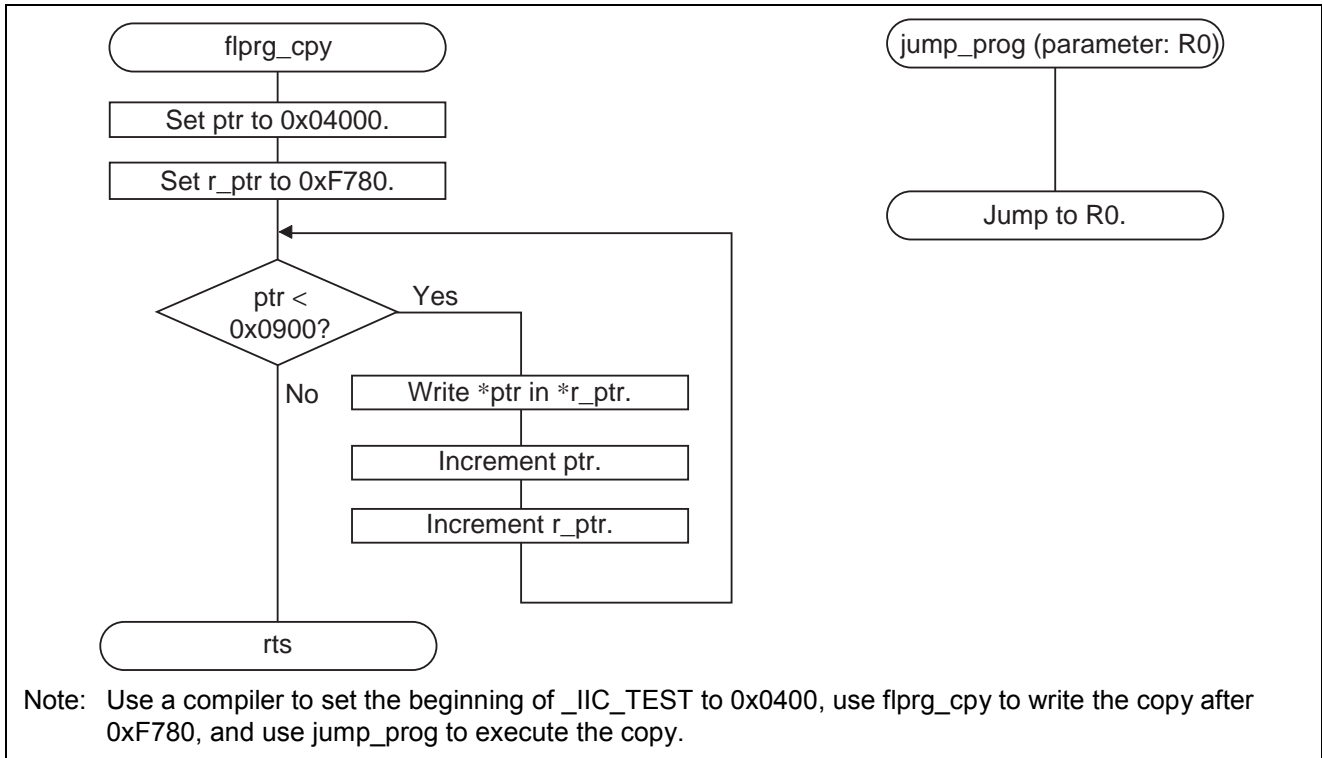 flprg_cpy
Set ptr to 0x04000.
Set r_ptr to 0xF780.
ptr <
0x0900?
Yes
No
Write *ptr in *r_ptr.
Increment ptr.
Increment r_ptr.
rts
jump_prog (parameter: R0)
Jump to R0.
Note: Use a compiler to set the beginning of _IIC_TEST to 0x0400, use flprg_cpy to write the copy after
0xF780, and use jump_prog to execute the copy.